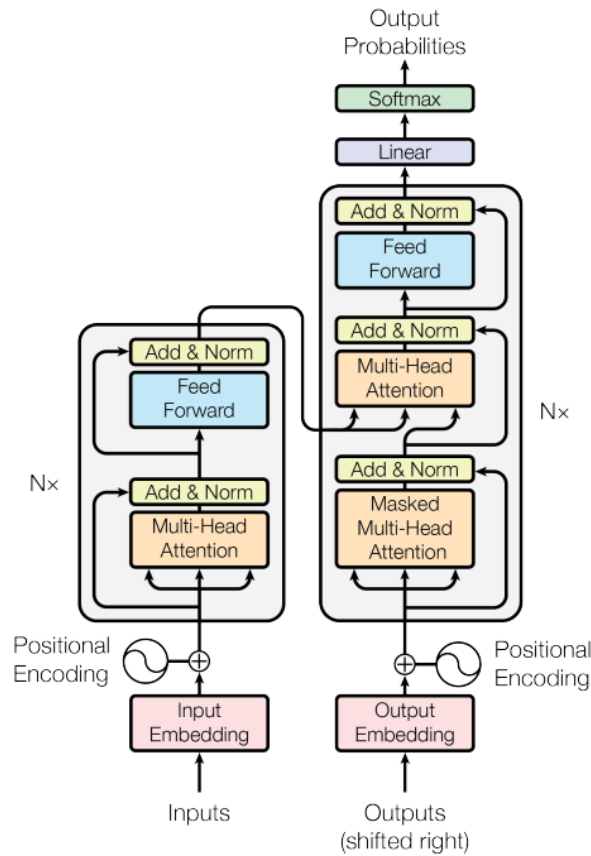 Output
Probabilities
Softmax
Linear
Add & Norm
Feed
Forward
Add & Norm
Multi-Head
Attention
Add & Norm
Masked
Multi-Head
Attention
N×
Add & Norm
Feed
Forward
Add & Norm
Multi-Head
Attention
N×
Positional
Encoding
Positional
Encoding
Input
Embedding
Output
Embedding
Inputs
Outputs
(shifted right)